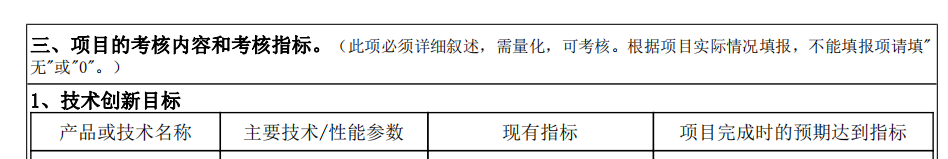 三、项目的考核内容和考核指标。（此项必须详细叙述，需量化，可考核。根据项目实际情况填报，不能填报项请填"
无"或"0"。）
1、技术创新目标
产品或技术名称 主要技术/性能参数 现有指标 项目完成时的预期达到指标